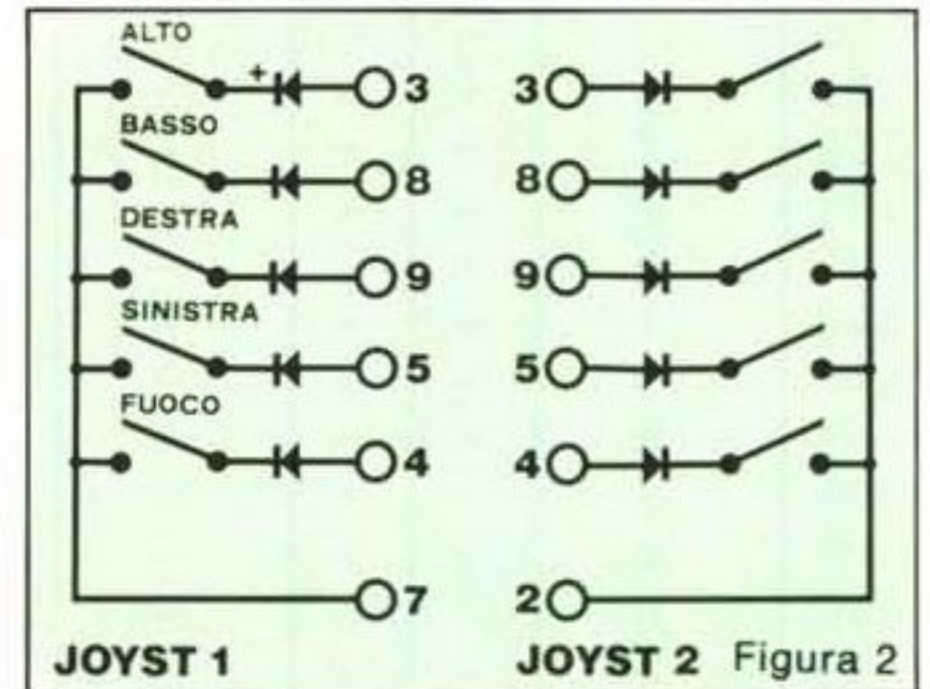 ALTO
+ 3 3
BASSO
8 8
DESTRA
9 9
SINISTRA
5 5
FUOCO
4 4
7 2
JOYST 1 JOYST 2 Figura 2